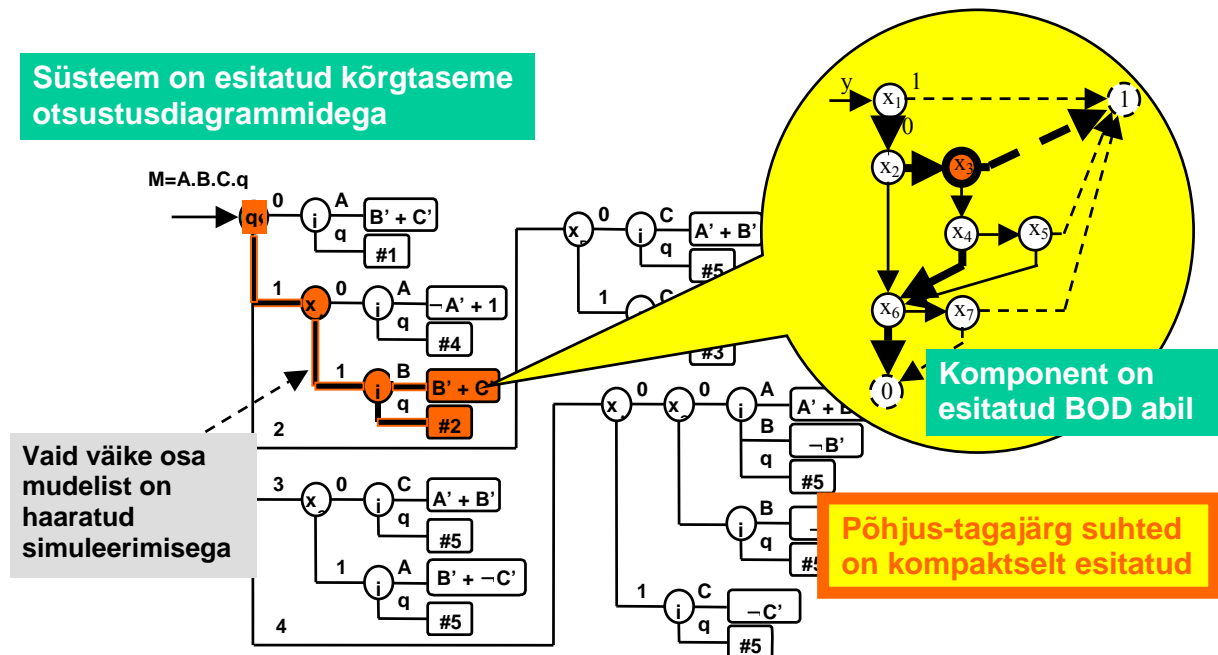 Süsteem on esitatud kõrgtaseme
otsustusdiagrammidega
M=A.B.C.q
q
0
i
A
B’ + C’
q
#1
1
x
0
i
A
¬A’ + 1
q
#4
1
i
B
B’ + C
q
#2
2
x
0
i
C
A’ + B’
q
#5
1
C
#3
3
x
0
i
C
A’ + B’
q
#5
1
i
A
B’ + ¬C’
q
#5
4
x
0
x
0
i
A
A’ + B
B
¬B’
q
#5
i
B
q
1
i
C
¬C’
q
#5
y
x1
1
1
0
x2
x3
x4
x5
x6
x7
0
Komponent on
esitatud BOD abil
Vaid väike osa
mudelist on
haaratud
simuleerimisega
Põhjus-tagajärg suhted
on kompaktselt esitatud